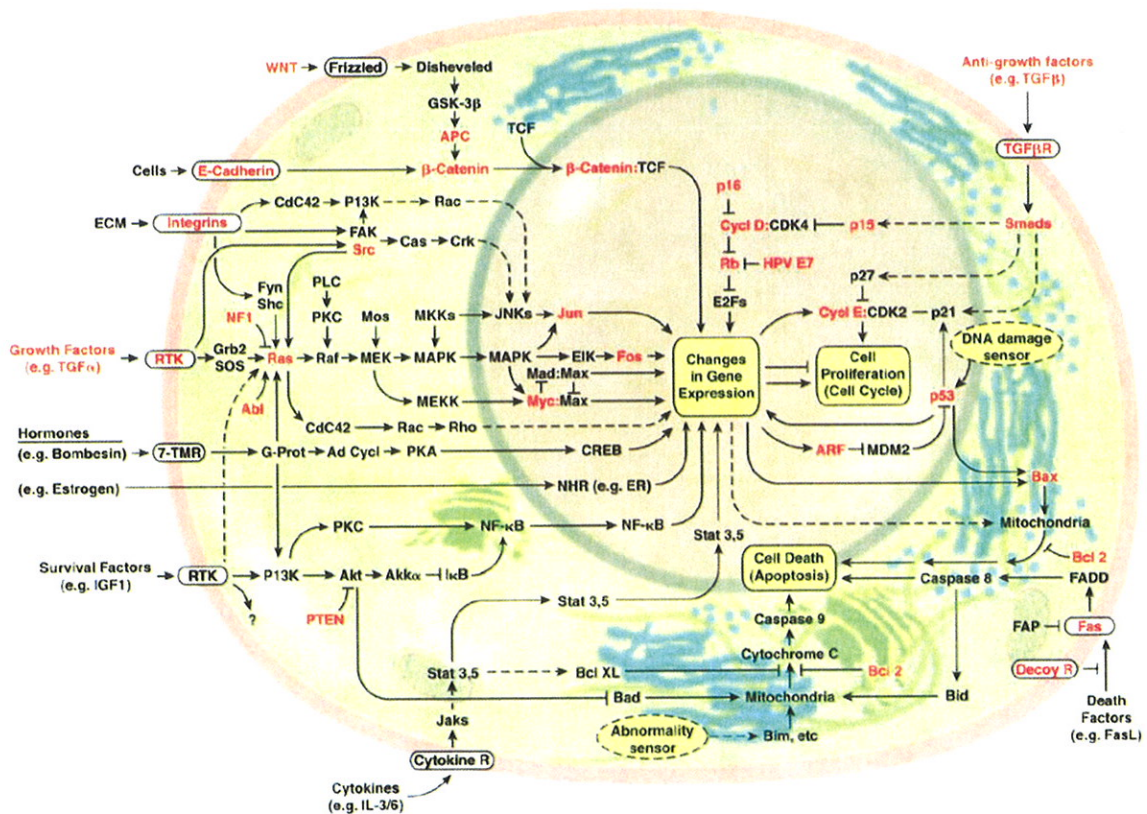 WNT
Frizzled
Disheveled
GSK-3β
APC
TCF
Cells
E-Cadherin
β-Catenin
β-Catenin:TCF
Anti-growth factors
(e.g. TGFβ)
TGFβR
Smads
p16
Cycl D:CDK4
p15
Rb
HPV E7
E2Fs
p27
Cycl E:CDK2
p21
DNA damage
sensor
ECM
Integrins
CdC42
P13K
Rac
FAK
Src
Cas
Crk
Fyn
Shc
PLC
PKC
NF1
Mos
MKKs
JNKs
Jun
Growth Factors
(e.g. TGFα)
RTK
Grb2
SOS
Ras
Raf
MEK
MAPK
MAPK
ElK
Fos
Mad:Max
Abl
MEKK
Myc:Max
CdC42
Rac
Rho
Changes
in Gene
Expression
Cell
Proliferation
(Cell Cycle)
p53
ARF
MDM2
Bax
Mitochondria
Hormones
(e.g. Bombesin)
7-TMR
G-Prot
Ad Cycl
PKA
CREB
(e.g. Estrogen)
NHR (e.g. ER)
PKC
NF-κB
NF-κB
Stat 3,5
Survival Factors
(e.g. IGF1)
RTK
P13K
Akt
Akkα
IκB
?
PTEN
Stat 3,5
Cell Death
(Apoptosis)
Bcl 2
Caspase 8
FADD
FAP
Fas
Decoy R
Death
Factors
(e.g. FasL)
Caspase 9
Cytochrome C
Stat 3,5
Bcl XL
Bcl 2
Bad
Mitochondria
Bid
Jaks
Abnormality
sensor
Bim, etc
Cytokine R
Cytokines
(e.g. IL-3/6)